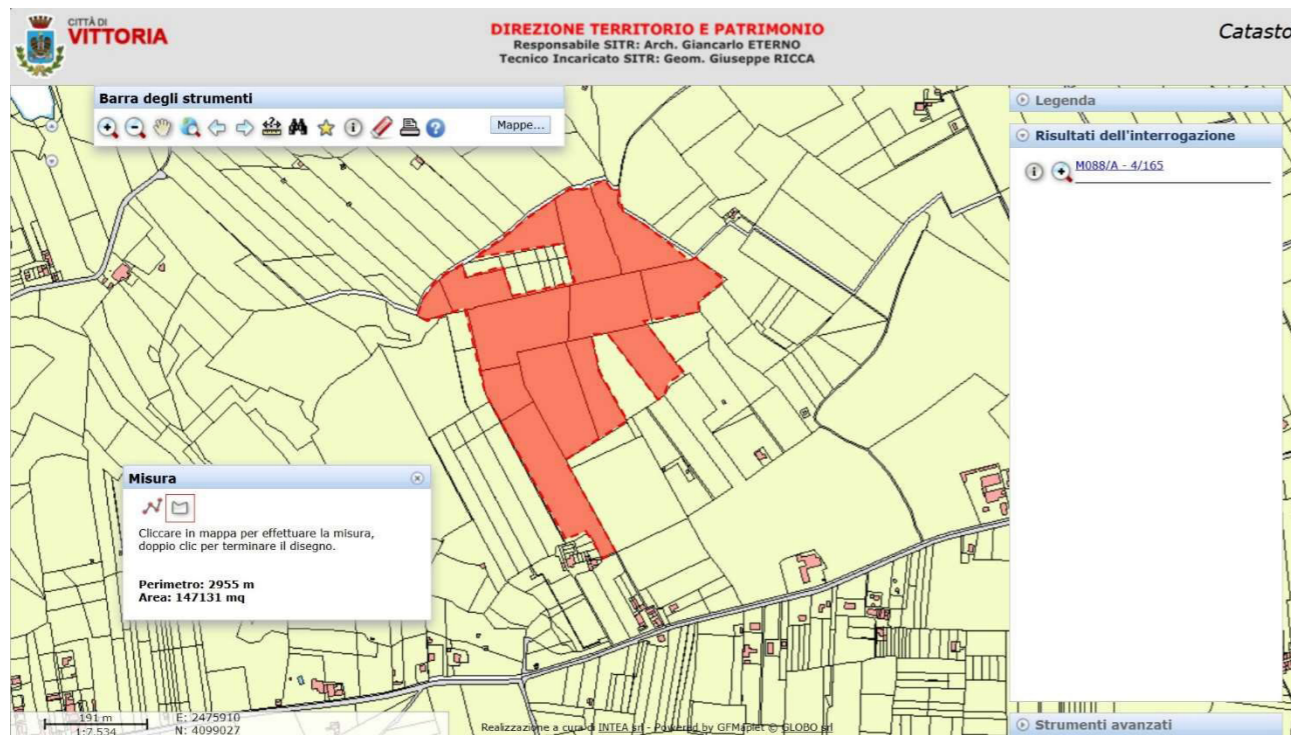 CITTÀ DI
VITTORIA
DIREZIONE TERRITORIO E PATRIMONIO
Responsabile SITR: Arch. Giancarlo ETERNO
Tecnico Incaricato SITR: Geom. Giuseppe RICCA
Catasto
Barra degli strumenti
Mappe...
Legenda
Risultati dell'interrogazione
M088/A - 4/165
Misura
Cliccare in mappa per effettuare la misura,
doppio clic per terminare il disegno.
Perimetro: 2955 m
Area: 147131 mq
191 m
1:7.534
E: 2475910
N: 4099027
Realizzazione a cura di INTEA srl - Powered by GFMaplet © GLOBO srl
Strumenti avanzati